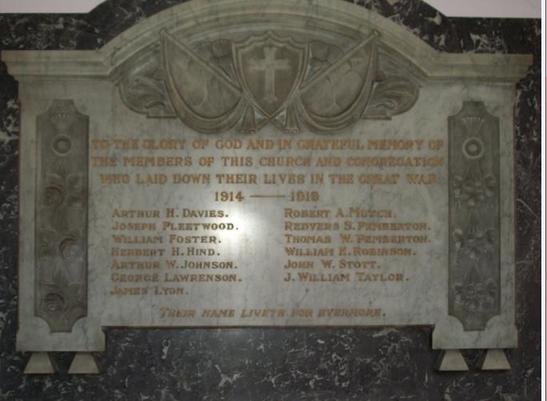 TO THE GLORY OF GOD AND IN GRATEFUL MEMORY OF
THE MEMBERS OF THIS CHURCH AND CONGREGATION
WHO LAID DOWN THEIR LIVES IN THE GREAT WAR
1914 — 1919
ARTHUR H. DAVIES.
JOSEPH FLEETWOOD.
WILLIAM FOSTER.
HERBERT H. HIND.
ARTHUR W. JOHNSON.
GEORGE LAWRENSON.
JAMES LYON.
ROBERT A. MUTCH.
REDVERS S. PEMBERTON.
THOMAS W. PEMBERTON.
WILLIAM H. ROBINSON.
JOHN W. STOTT.
J. WILLIAM TAYLOR.
THEIR NAME LIVETH FOR EVERMORE.